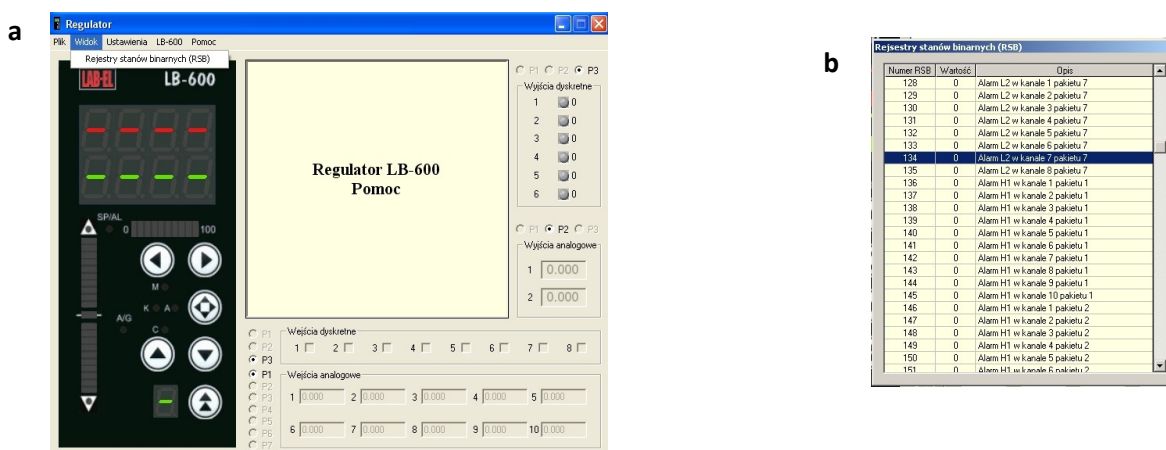 a
Regulator
Plik Widok Ustawienia LB-600 Pomoc
Rejestry stanów binarnych (RSB)
LAB-EL LB-600
SP/AL
0 100
M
K A
A/G
C
Regulator LB-600
Pomoc
P1 P2 P3
Wyjścia dyskretne
1 0
2 0
3 0
4 0
5 0
6 0
P1 P2 P3
Wyjścia analogowe
1 0.000
2 0.000
P1
P2
P3
Wejścia dyskretne
1 2 3 4 5 6 7 8
P1
P2
P3
P4
P5
P6
P7
Wejścia analogowe
1 0.000 2 0.000 3 0.000 4 0.000 5 0.000
6 0.000 7 0.000 8 0.000 9 0.000 10 0.000
b
Rejsestry stanów binarnych (RSB)
Numer RSB Wartość Opis
128 0 Alarm L2 w kanale 1 pakietu 7
129 0 Alarm L2 w kanale 2 pakietu 7
130 0 Alarm L2 w kanale 3 pakietu 7
131 0 Alarm L2 w kanale 4 pakietu 7
132 0 Alarm L2 w kanale 5 pakietu 7
133 0 Alarm L2 w kanale 6 pakietu 7
134 0 Alarm L2 w kanale 7 pakietu 7
135 0 Alarm L2 w kanale 8 pakietu 7
136 0 Alarm H1 w kanale 1 pakietu 1
137 0 Alarm H1 w kanale 2 pakietu 1
138 0 Alarm H1 w kanale 3 pakietu 1
139 0 Alarm H1 w kanale 4 pakietu 1
140 0 Alarm H1 w kanale 5 pakietu 1
141 0 Alarm H1 w kanale 6 pakietu 1
142 0 Alarm H1 w kanale 7 pakietu 1
143 0 Alarm H1 w kanale 8 pakietu 1
144 0 Alarm H1 w kanale 9 pakietu 1
145 0 Alarm H1 w kanale 10 pakietu 1
146 0 Alarm H1 w kanale 1 pakietu 2
147 0 Alarm H1 w kanale 2 pakietu 2
148 0 Alarm H1 w kanale 3 pakietu 2
149 0 Alarm H1 w kanale 4 pakietu 2
150 0 Alarm H1 w kanale 5 pakietu 2
151 0 Alarm H1 w kanale 6 pakietu 2